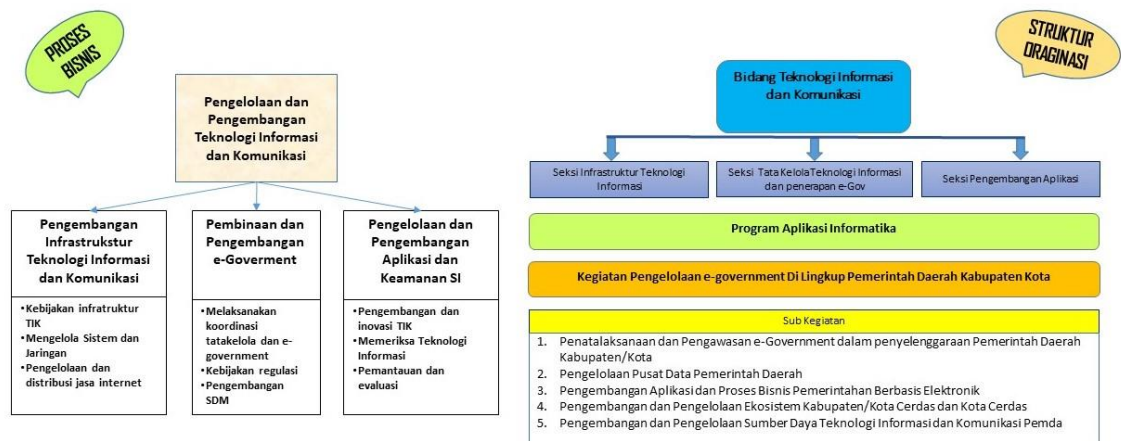 PROSES
BISNIS
Pengelolaan dan
Pengembangan
Teknologi Informasi
dan Komunikasi
Pengembangan
Infrastrukstur
Teknologi Informasi
dan Komunikasi
•Kebijakan infratruktur
TIK
•Mengelola Sistem dan
Jaringan
•Pengelolaan dan
distribusi jasa internet
Pembinaan dan
Pengembangan
e-Goverment
•Melaksanakan
koordinasi
tatakelola dan e-
government
•Kebijakan regulasi
•Pengembangan
SDM
Pengelolaan dan
Pengembangan
Aplikasi dan
Keamanan SI
•Pengembangan dan
inovasi TIK
•Memeriksa Teknologi
Informasi
•Pemantauan dan
evaluasi
STRUKTUR
ORAGINASI
Bidang Teknologi Informasi
dan Komunikasi
Seksi Infrastruktur Teknologi
Informasi
Seksi Tata Kelola Teknologi Informasi
dan penerapan e-Gov
Seksi Pengembangan Aplikasi
Program Aplikasi Informatika
Kegiatan Pengelolaan e-government Di Lingkup Pemerintah Daerah Kabupaten Kota
Sub Kegiatan
1. Penatalaksanaan dan Pengawasan e-Government dalam penyelenggaraan Pemerintah Daerah
Kabupaten/Kota
2. Pengelolaan Pusat Data Pemerintah Daerah
3. Pengembangan Aplikasi dan Proses Bisnis Pemerintahan Berbasis Elektronik
4. Pengembangan dan Pengelolaan Ekosistem Kabupaten/Kota Cerdas dan Kota Cerdas
5. Pengembangan dan Pengelolaan Sumber Daya Teknologi Informasi dan Komunikasi Pemda